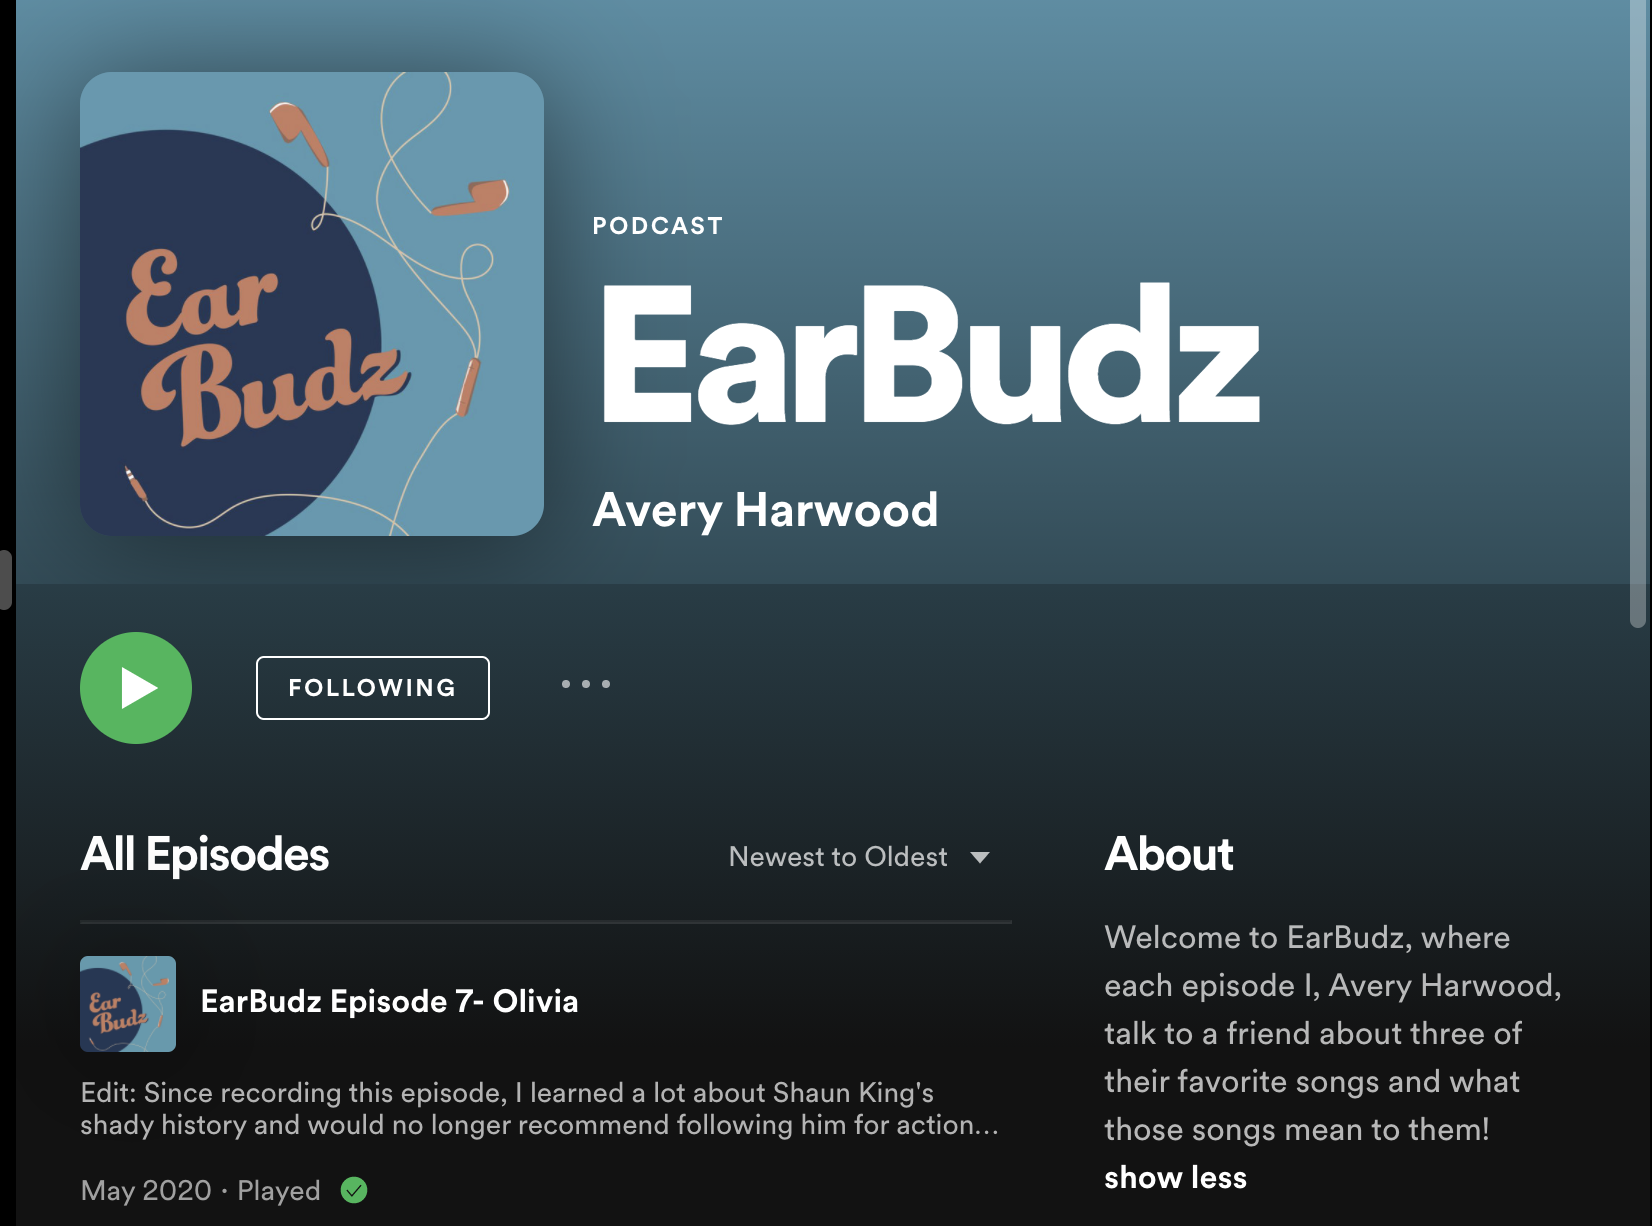 Ear
Budz
PODCAST
EarBudz
Avery Harwood
FOLLOWING
All Episodes
Newest to Oldest
Ear
Budz
EarBudz Episode 7- Olivia
Edit: Since recording this episode, I learned a lot about Shaun King's
shady history and would no longer recommend following him for action...
May 2020 · Played
About
Welcome to EarBudz, where
each episode I, Avery Harwood,
talk to a friend about three of
their favorite songs and what
those songs mean to them!
show less